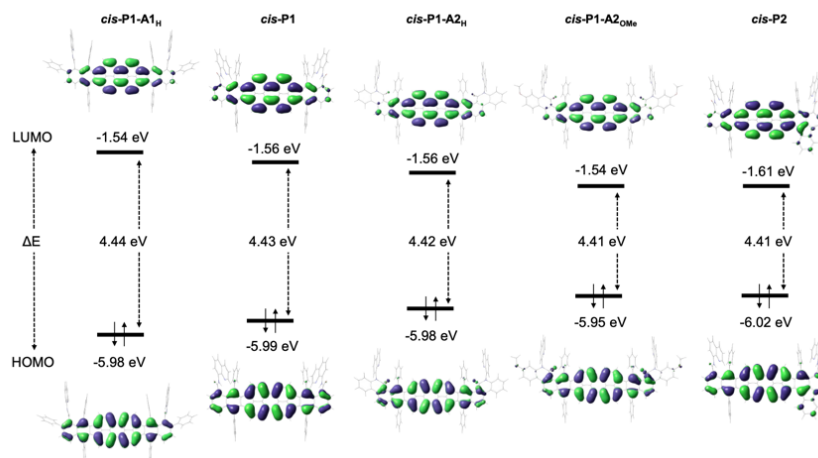 cis-P1-A1H cis-P1 cis-P1-A2H cis-P1-A2OMe cis-P2
LUMO -1.54 eV -1.56 eV -1.56 eV -1.54 eV -1.61 eV
ΔE 4.44 eV 4.43 eV 4.42 eV 4.41 eV 4.41 eV
HOMO -5.98 eV -5.99 eV -5.98 eV -5.95 eV -6.02 eV